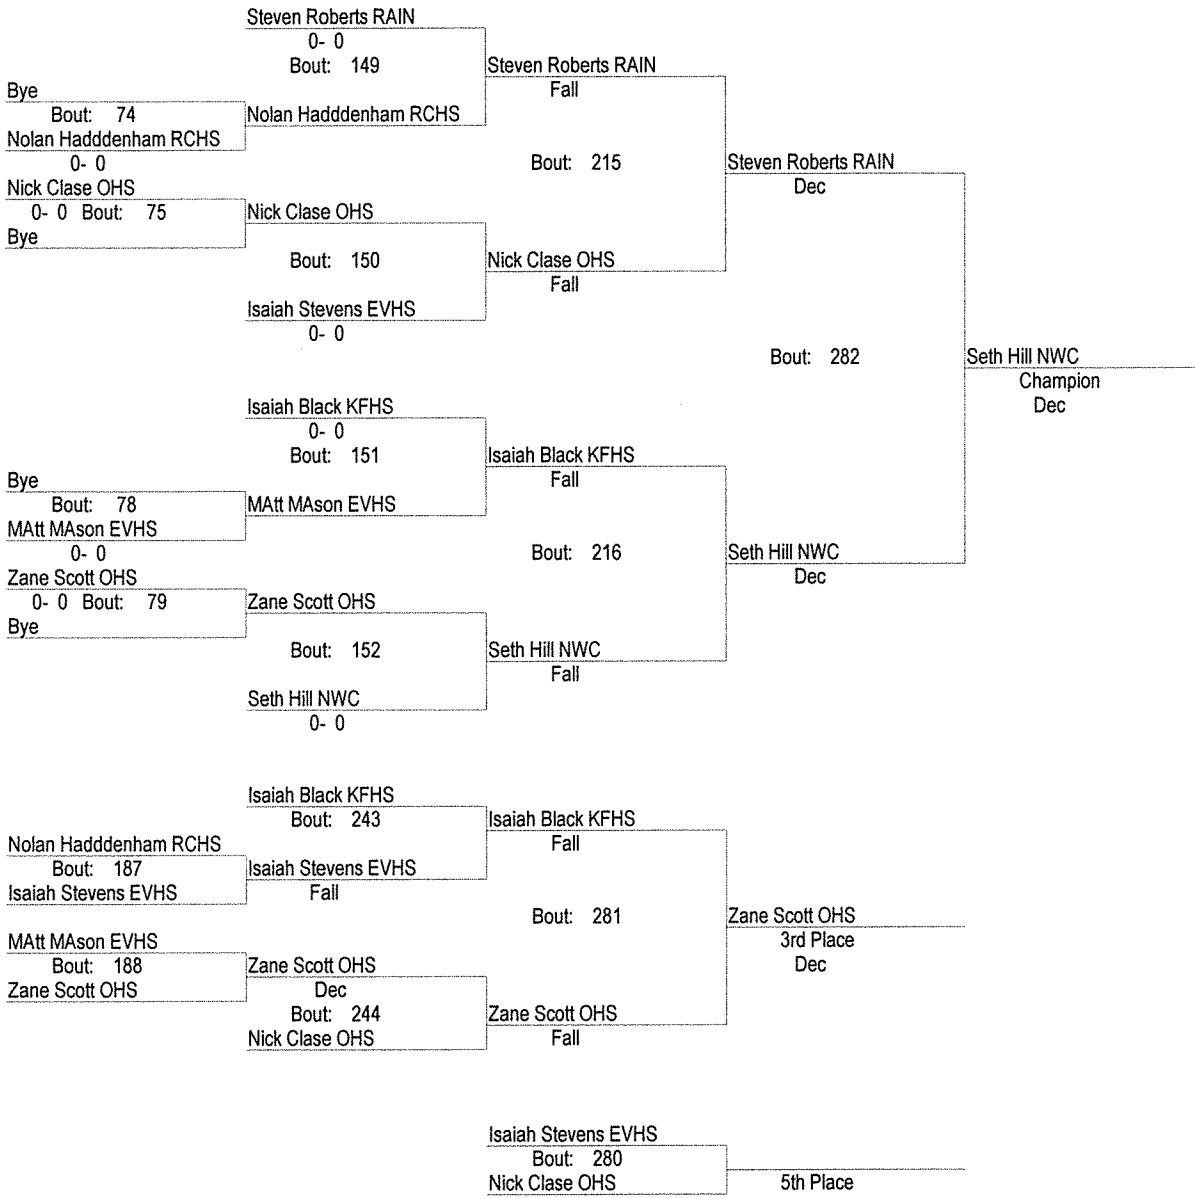 Steven Roberts RAIN
0- 0
Bout: 149
Steven Roberts RAIN
Fall
Bye
Bout: 74
Nolan Hadddenham RCHS
Nolan Hadddenham RCHS
0- 0
Bout: 215
Steven Roberts RAIN
Dec
Nick Clase OHS
0- 0 Bout: 75
Nick Clase OHS
Bye
Bout: 150
Nick Clase OHS
Fall
Isaiah Stevens EVHS
0- 0
Bout: 282
Seth Hill NWC
Champion
Dec
Isaiah Black KFHS
0- 0
Bout: 151
Isaiah Black KFHS
Fall
Bye
Bout: 78
MAtt MAson EVHS
MAtt MAson EVHS
0- 0
Bout: 216
Seth Hill NWC
Dec
Zane Scott OHS
0- 0 Bout: 79
Zane Scott OHS
Bye
Bout: 152
Seth Hill NWC
Fall
Seth Hill NWC
0- 0
Isaiah Black KFHS
Bout: 243
Isaiah Black KFHS
Fall
Nolan Hadddenham RCHS
Bout: 187
Isaiah Stevens EVHS
Isaiah Stevens EVHS
Fall
Bout: 281
Zane Scott OHS
3rd Place
Dec
MAtt MAson EVHS
Bout: 188
Zane Scott OHS
Zane Scott OHS
Dec
Bout: 244
Zane Scott OHS
Fall
Nick Clase OHS
Isaiah Stevens EVHS
Bout: 280
Nick Clase OHS
5th Place